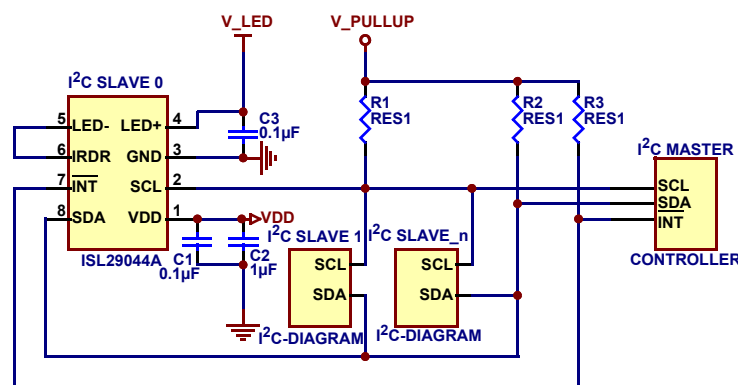 V_LED
V_PULLUP
I²C SLAVE 0
5 LED- LED+ 4
6 IRDR GND 3
7 INT SCL 2
8 SDA VDD 1
ISL29044A
C3
0.1µF
R1
RES1
R2
RES1
R3
RES1
I²C MASTER
SCL
SDA
INT
CONTROLLER
VDD
C1
0.1µF
C2
1µF
I²C SLAVE 1
SCL
SDA
I²C-DIAGRAM
I²C SLAVE_n
SCL
SDA
I²C-DIAGRAM